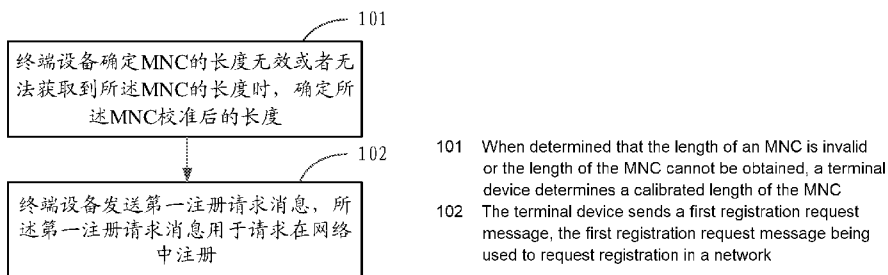 101
终端设备确定MNC的长度无效或者无
法获取到所述MNC的长度时，确定所
述MNC校准后的长度
102
终端设备发送第一注册请求消息，所
述第一注册请求消息用于请求在网络
中注册
101 When determined that the length of an MNC is invalid
or the length of the MNC cannot be obtained, a terminal
device determines a calibrated length of the MNC
102 The terminal device sends a first registration request
message, the first registration request message being
used to request registration in a network